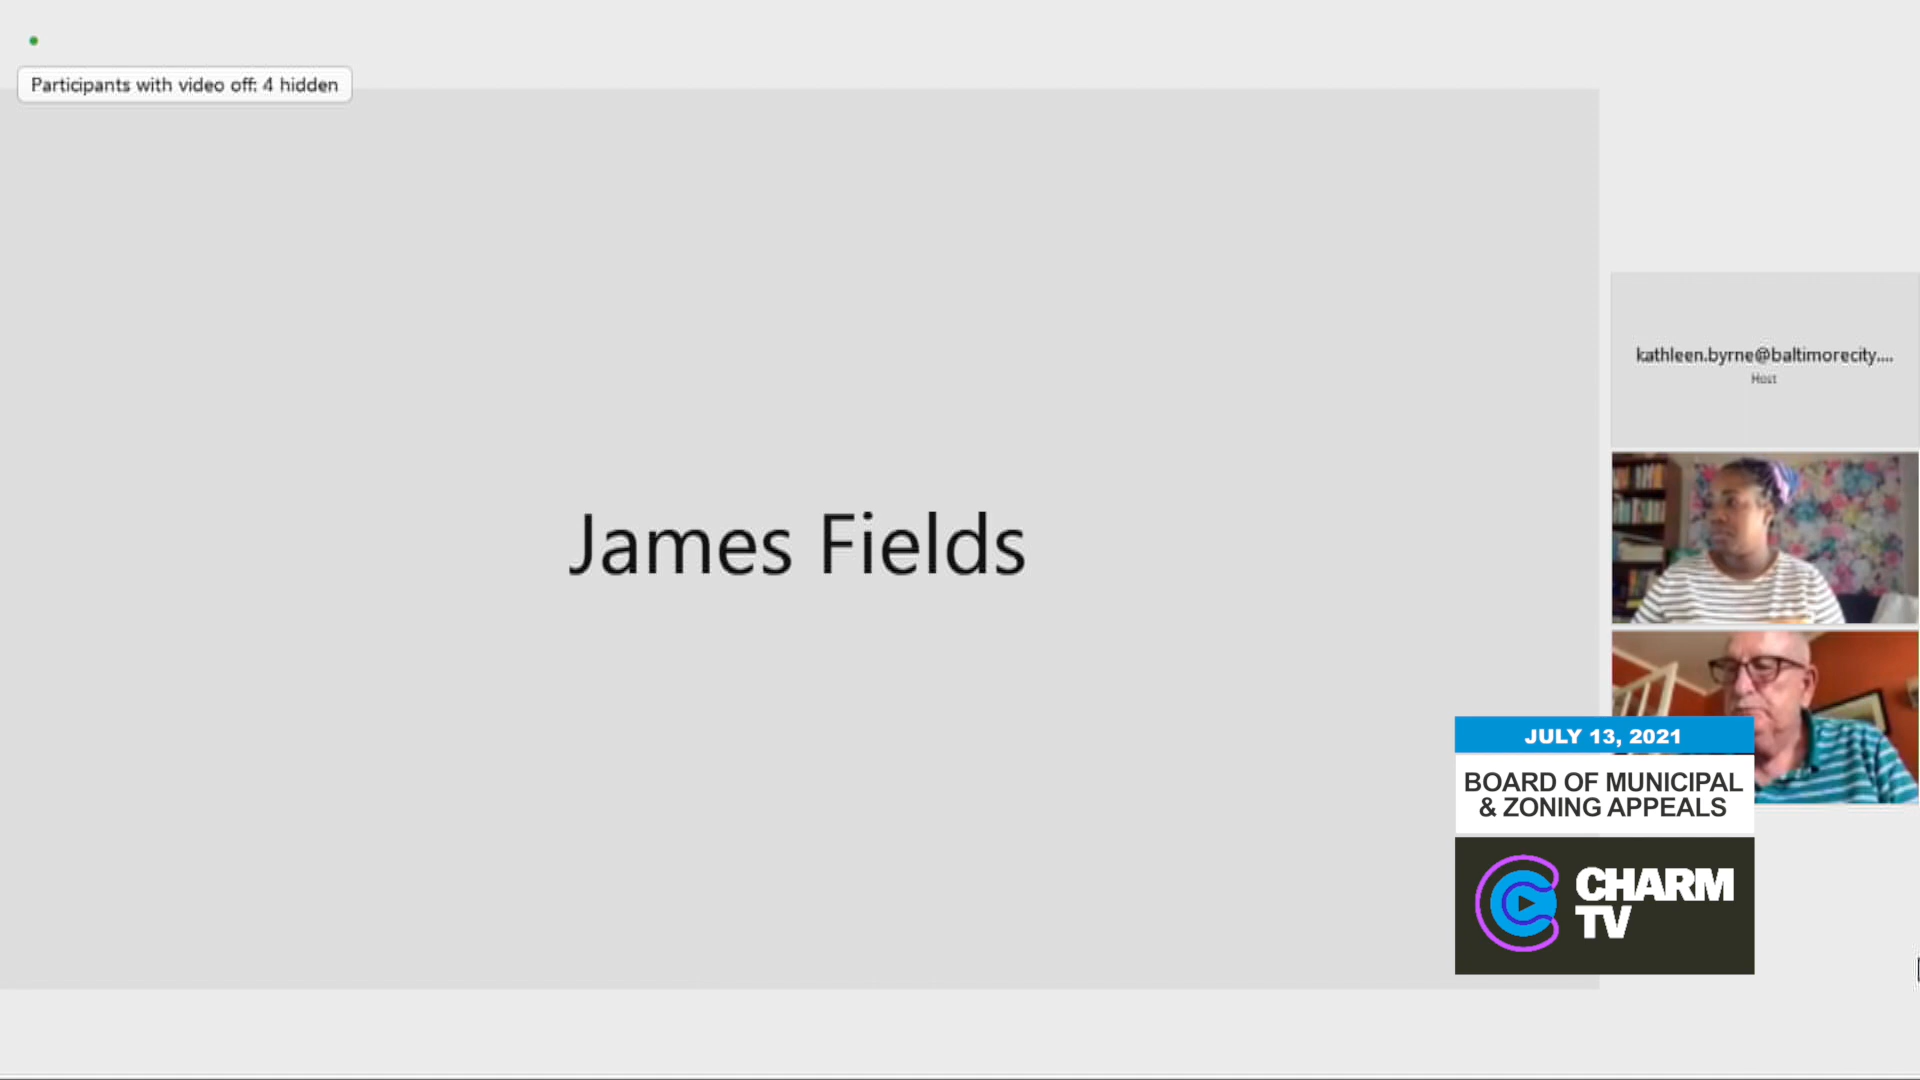 Participants with video off: 4 hidden
James Fields
kathleen.byrne@baltimorecity....
Host
JULY 13, 2021
BOARD OF MUNICIPAL
& ZONING APPEALS
CHARM
TV